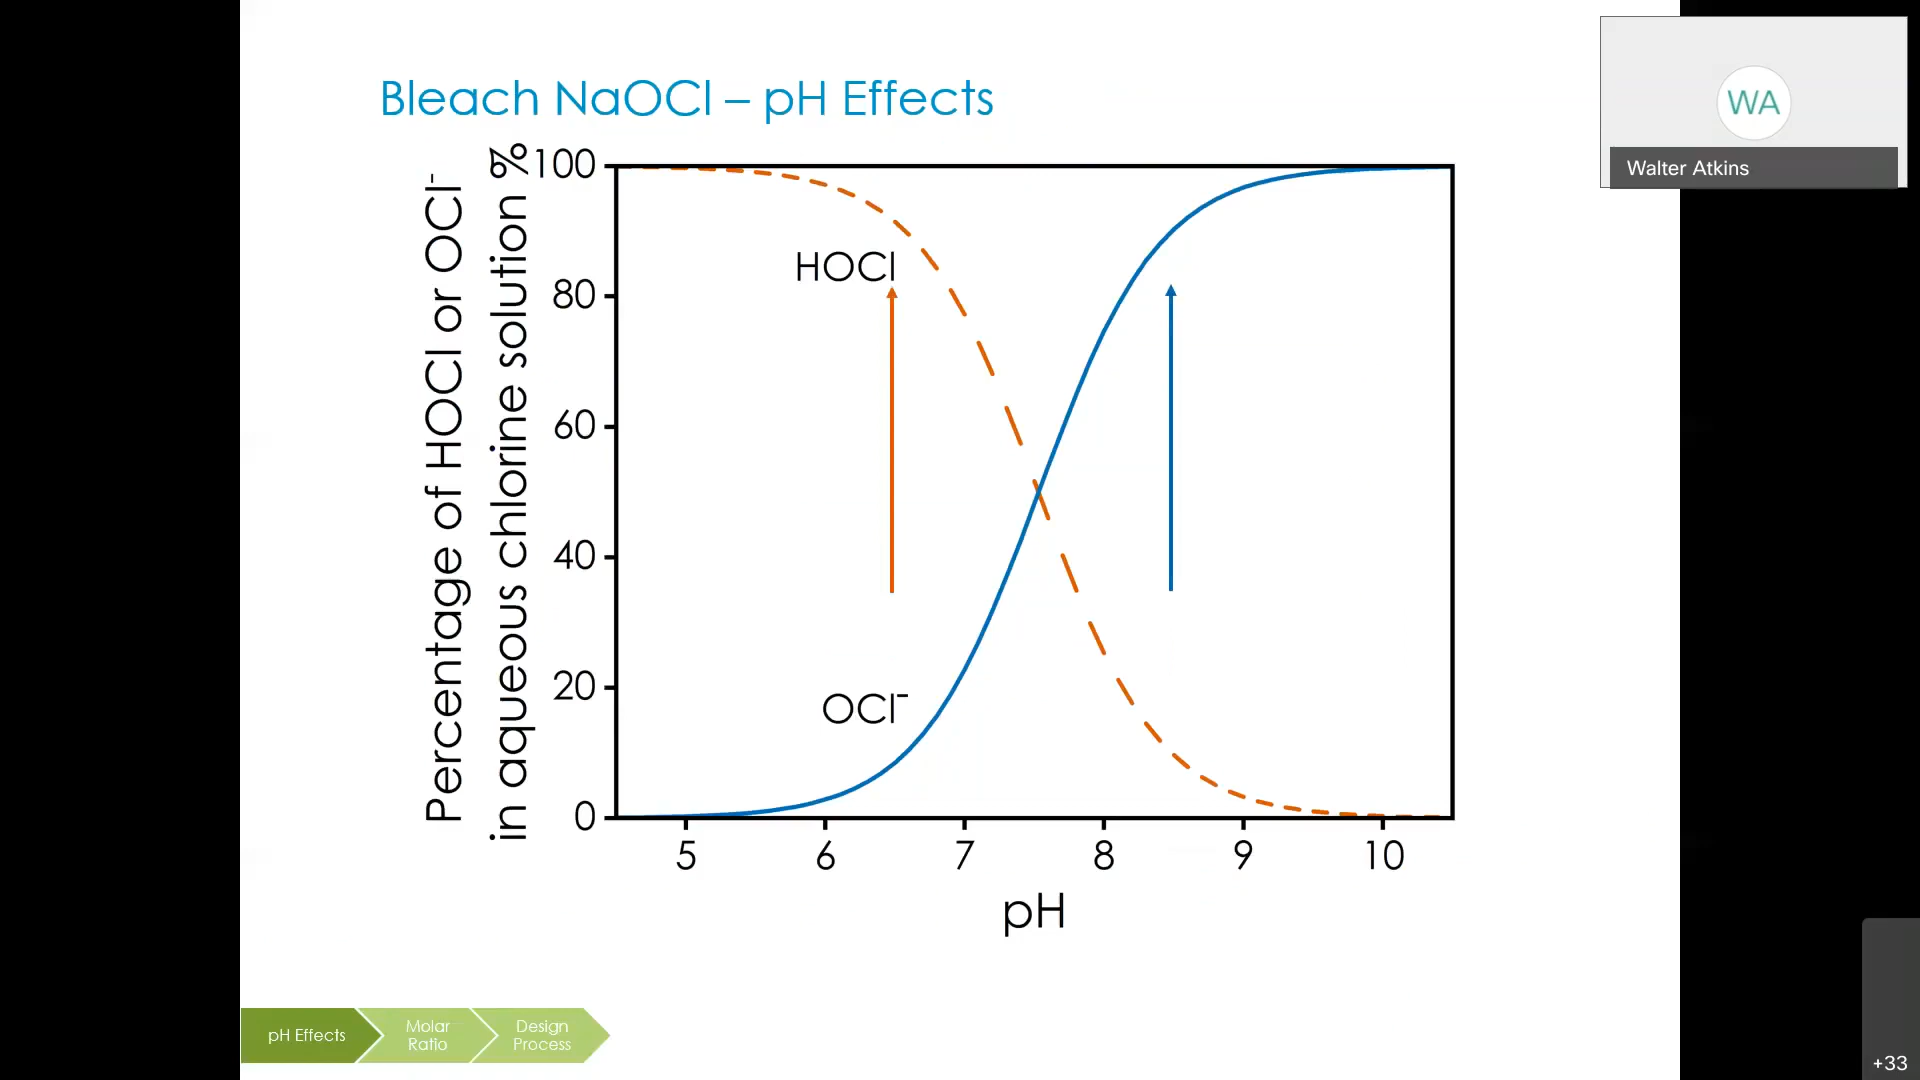 Bleach NaOCl – pH Effects
WA
Walter Atkins
Percentage of HOCl or OCl⁻
in aqueous chlorine solution %
100
80
60
40
20
0
HOCl
OCl⁻
5 6 7 8 9 10
pH
pH Effects
Molar
Ratio
Design
Process
+33